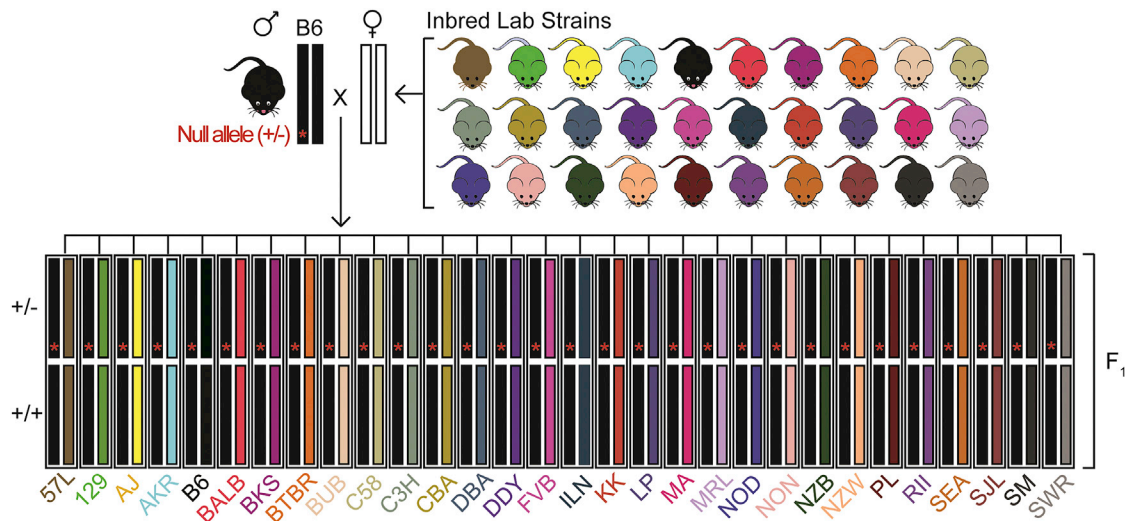 ♂ B6 ♀ Inbred Lab Strains
X
Null allele (+/-)
*
+/-
* * * * * * * * * * * * * * * * * * * * * * * * * * * * * *
F1
+/+
57L 129 AJ AKR B6 BALB BKS BTBR BUB C58 C3H CBA DBA DDY FVB ILN KK LP MA MRL NOD NON NZB NZW PL RIII SEA SJL SM SWR